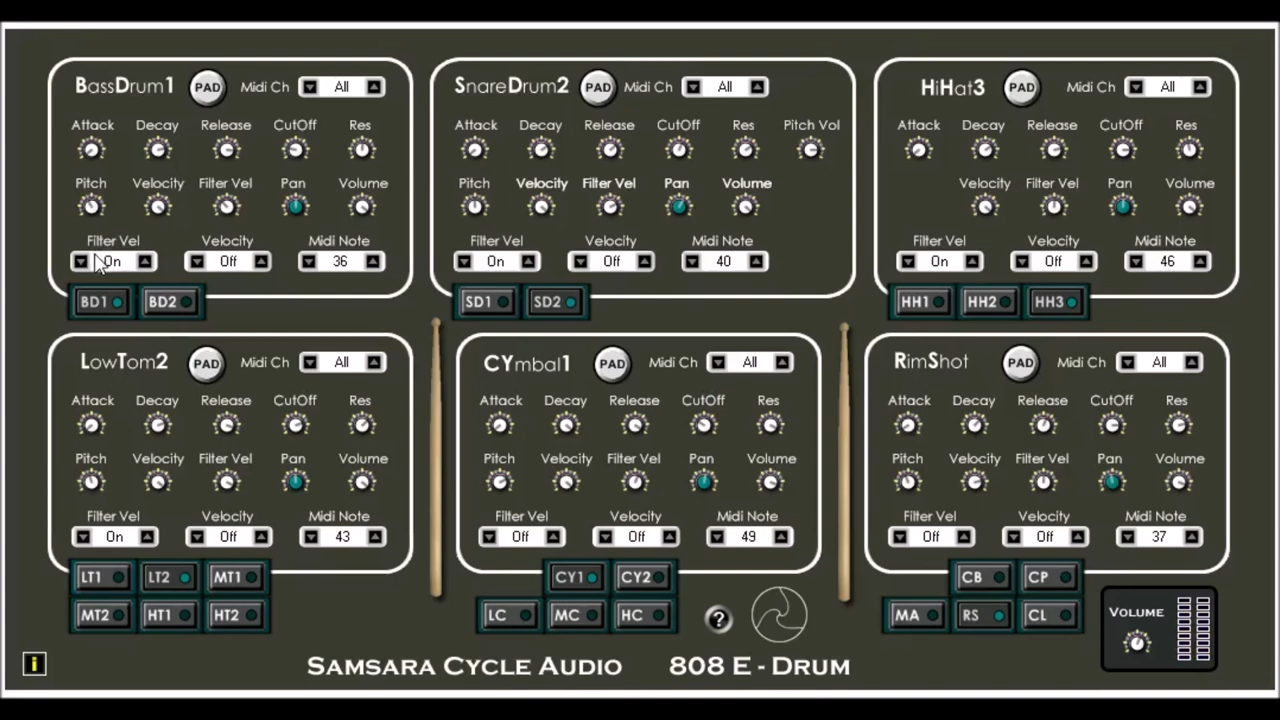 BassDrum1 PAD Midi Ch All
Attack Decay Release CutOff Res
Pitch Velocity Filter Vel Pan Volume
Filter Vel Velocity Midi Note
On Off 36
BD1 BD2
SnareDrum2 PAD Midi Ch All
Attack Decay Release CutOff Res Pitch Vol
Pitch Velocity Filter Vel Pan Volume
Filter Vel Velocity Midi Note
On Off 40
SD1 SD2
HiHat3 PAD Midi Ch All
Attack Decay Release CutOff Res
Velocity Filter Vel Pan Volume
Filter Vel Velocity Midi Note
On Off 46
HH1 HH2 HH3
LowTom2 PAD Midi Ch All
Attack Decay Release CutOff Res
Pitch Velocity Filter Vel Pan Volume
Filter Vel Velocity Midi Note
On Off 43
LT1 LT2 MT1
MT2 HT1 HT2
CYmbal1 PAD Midi Ch All
Attack Decay Release CutOff Res
Pitch Velocity Filter Vel Pan Volume
Filter Vel Velocity Midi Note
Off Off 49
CY1 CY2
LC MC HC
?
RimShot PAD Midi Ch All
Attack Decay Release CutOff Res
Pitch Velocity Filter Vel Pan Volume
Filter Vel Velocity Midi Note
Off Off 37
CB CP
MA RS CL
Volume
i
Samsara Cycle Audio 808 E - Drum